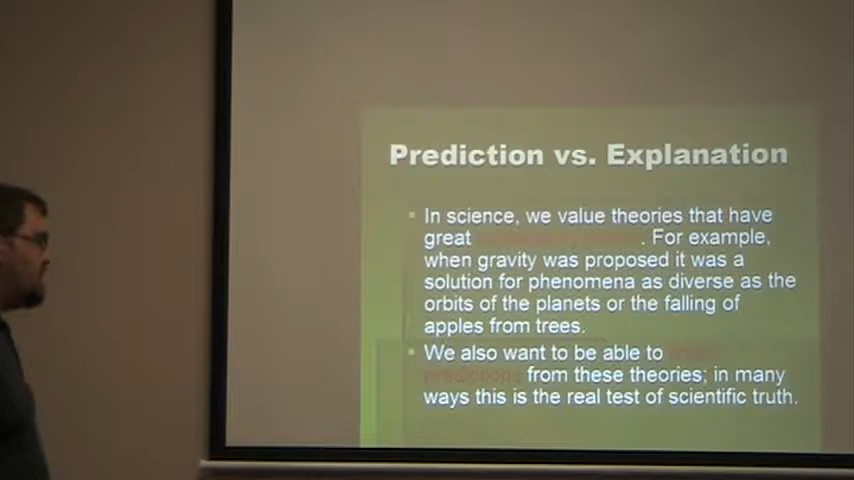 Prediction vs. Explanation
In science, we value theories that have
great . For example,
when gravity was proposed it was a
solution for phenomena as diverse as the
orbits of the planets or the falling of
apples from trees.
We also want to be able to
predictions from these theories; in many
ways this is the real test of scientific truth.